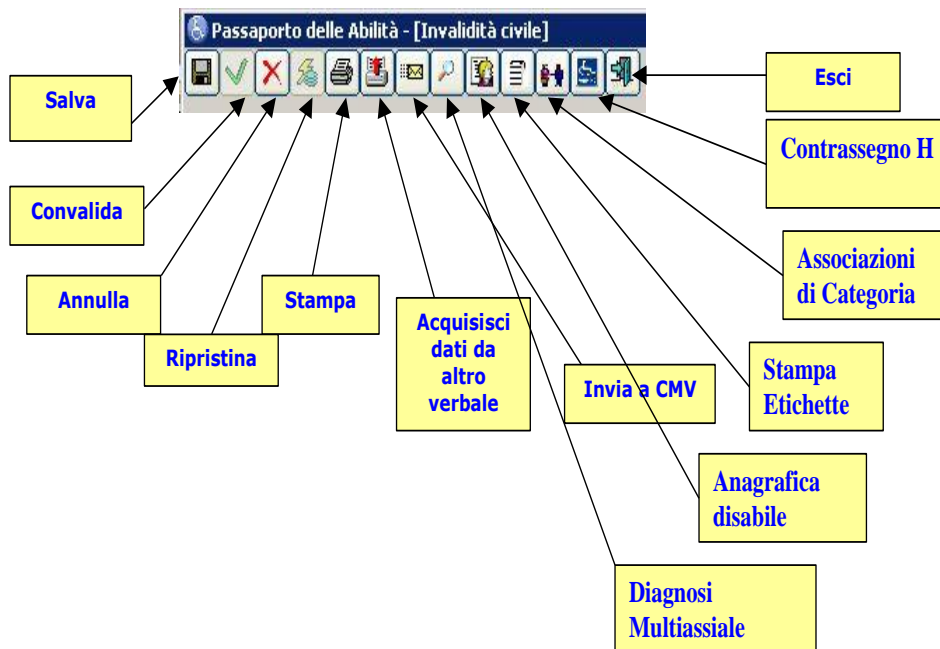 Passaporto delle Abilità - [Invalidità civile]
Salva
Esci
Contrassegno H
Convalida
Associazioni
di Categoria
Annulla
Stampa
Acquisisci
dati da
altro
verbale
Ripristina
Invia a CMV
Stampa
Etichette
Anagrafica
disabile
Diagnosi
Multiassiale